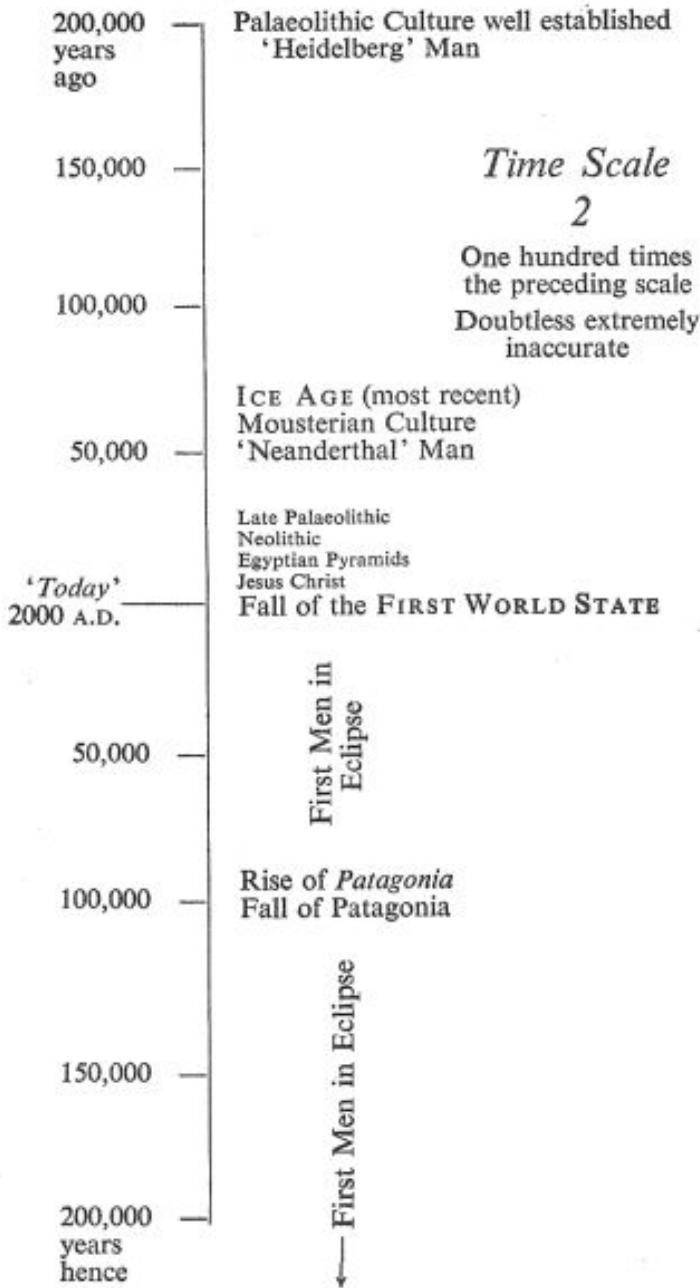 200,000
years
ago
Palaeolithic Culture well established
'Heidelberg' Man
150,000
Time Scale
2
One hundred times
the preceding scale
Doubtless extremely
inaccurate
100,000
ICE AGE (most recent)
Mousterian Culture
'Neanderthal' Man
50,000
Late Palaeolithic
Neolithic
Egyptian Pyramids
Jesus Christ
'Today'
2000 A.D.
Fall of the FIRST WORLD STATE
First Men in
Eclipse
50,000
Rise of Patagonia
Fall of Patagonia
100,000
First Men in Eclipse
150,000
200,000
years
hence